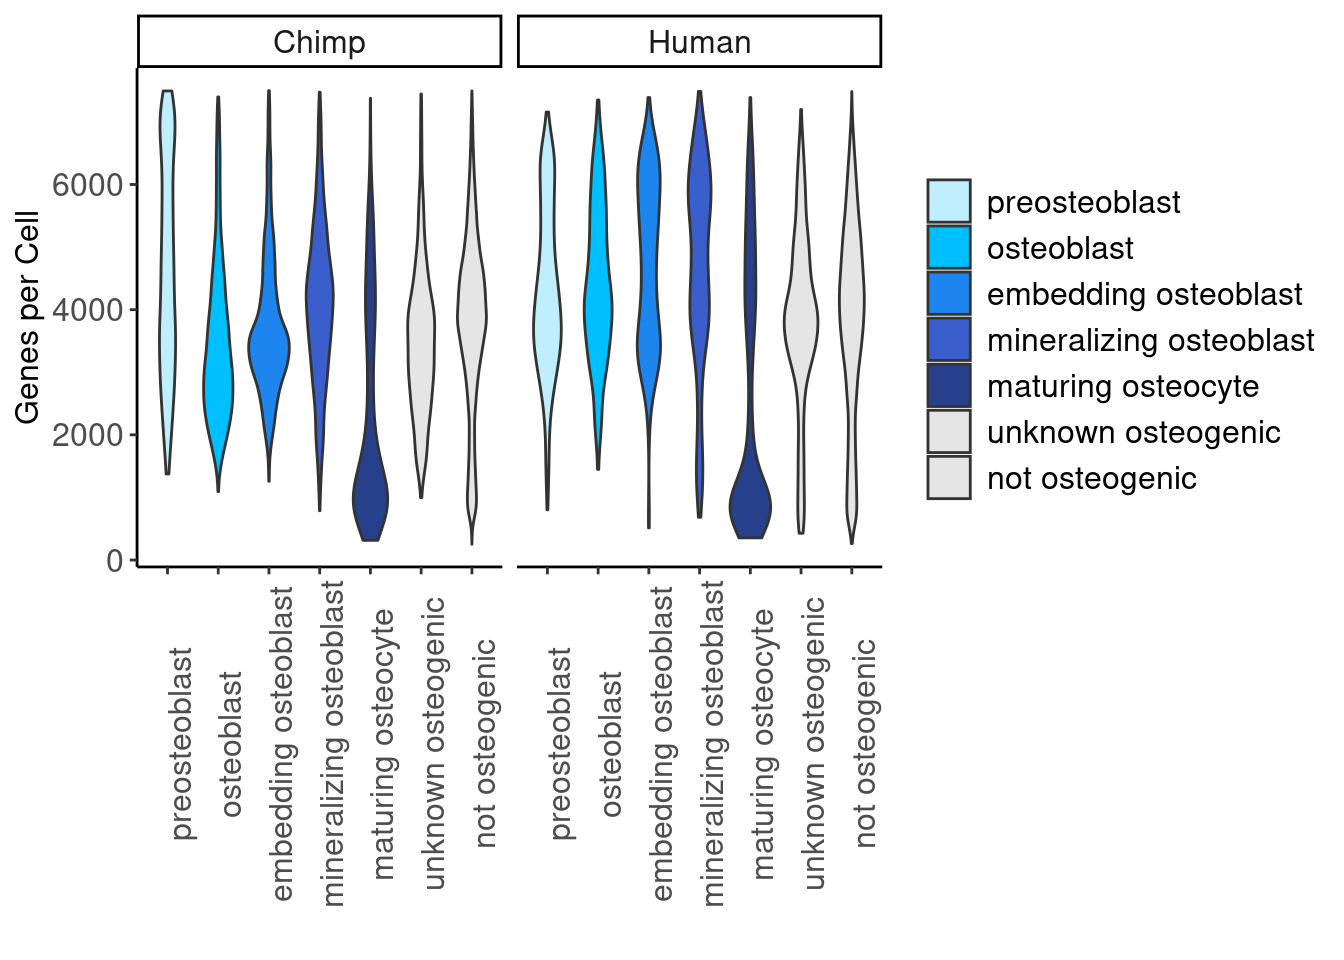 Chimp
Human
Genes per Cell
6000
4000
2000
0
preosteoblast
osteoblast
embedding osteoblast
mineralizing osteoblast
maturing osteocyte
unknown osteogenic
not osteogenic
preosteoblast
osteoblast
embedding osteoblast
mineralizing osteoblast
maturing osteocyte
unknown osteogenic
not osteogenic
preosteoblast
osteoblast
embedding osteoblast
mineralizing osteoblast
maturing osteocyte
unknown osteogenic
not osteogenic